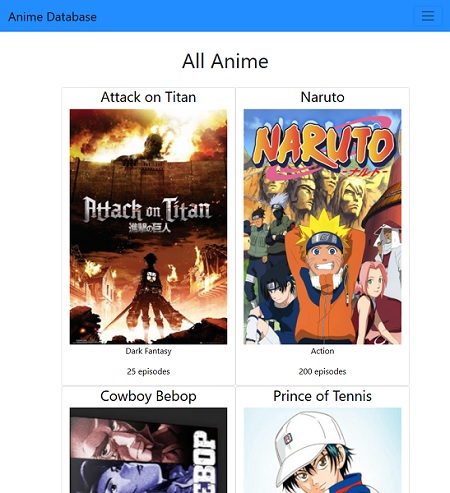 Anime Database
All Anime
Attack on Titan
Naruto
Attack on Titan
進撃の巨人
NARUTO
-ナルト-
Dark Fantasy
Action
25 episodes
200 episodes
Cowboy Bebop
Prince of Tennis
EBOP